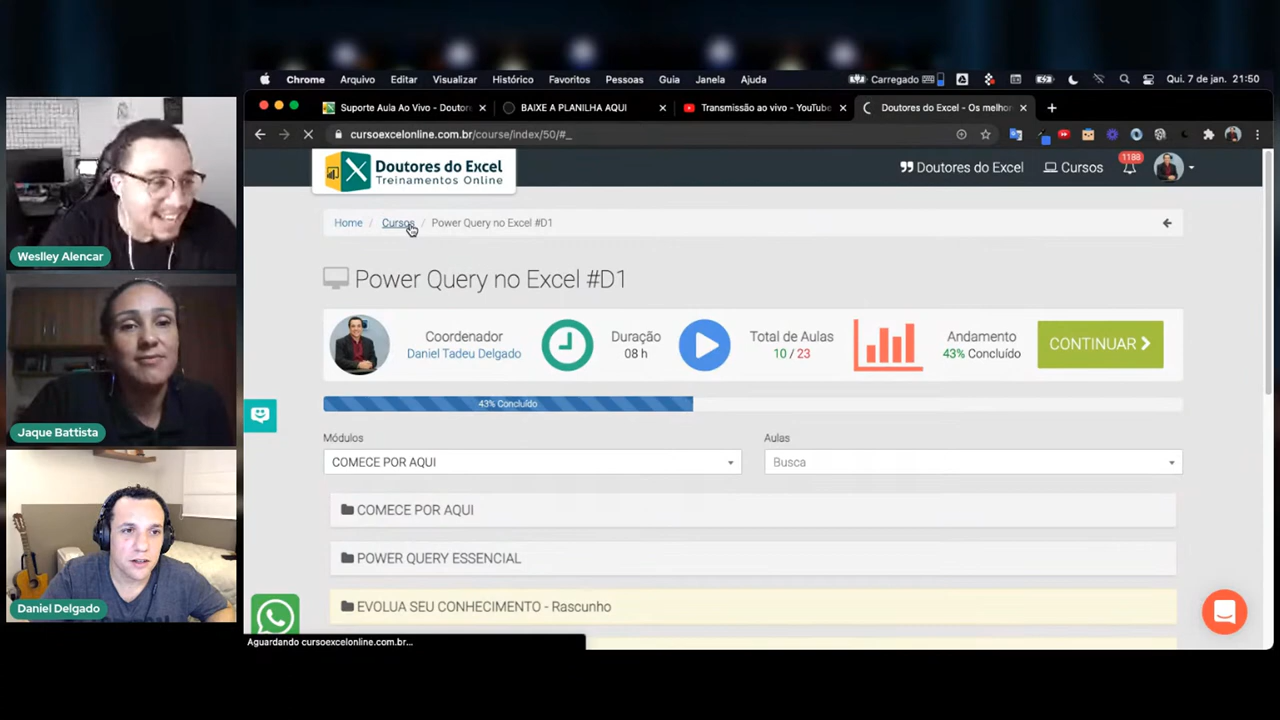 Chrome Arquivo Editar Visualizar Histórico Favoritos Pessoas Guia Janela Ajuda Carregado Qui. 7 de jan. 21:50
Suporte Aula Ao Vivo - Doutore
BAIXE A PLANILHA AQUI
Transmissão ao vivo - YouTube
Doutores do Excel - Os melhor
cursoexcelonline.com.br/course/index/50/#_
Doutores do Excel
Treinamentos Online
Doutores do Excel
Cursos
1188
Home / Cursos / Power Query no Excel #D1
Power Query no Excel #D1
Coordenador
Daniel Tadeu Delgado
Duração
08 h
Total de Aulas
10 / 23
Andamento
43% Concluído
CONTINUAR
43% Concluído
Módulos
COMECE POR AQUI
Aulas
Busca
COMECE POR AQUI
POWER QUERY ESSENCIAL
EVOLUA SEU CONHECIMENTO - Rascunho
Aguardando cursoexcelonline.com.br...
Weslley Alencar
Jaque Battista
Daniel Delgado